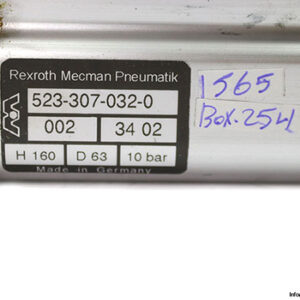 Rexroth Mecman Pneumatik
523-307-032-0
002 34 02
H 160 D 63 10 bar
Made in Germany
1565
Box.254